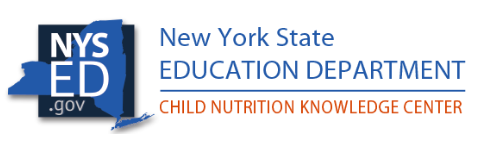 NYS
ED
.gov
New York State
EDUCATION DEPARTMENT
CHILD NUTRITION KNOWLEDGE CENTER